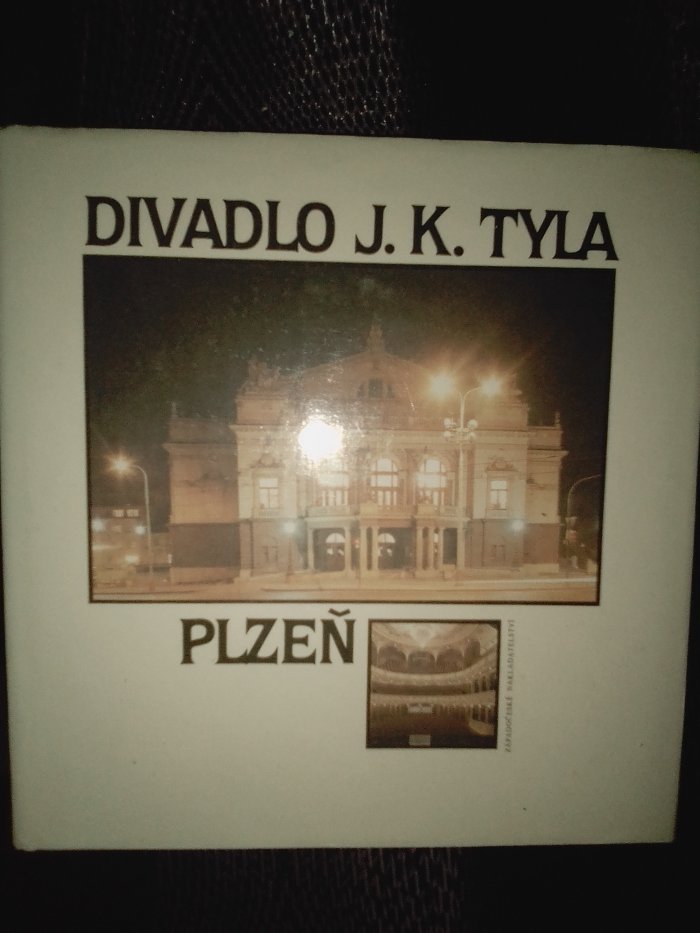 DIVADLO J. K. TYLA
PLZEŇ
ZÁPADOČESKÉ NAKLADATELSTVÍ